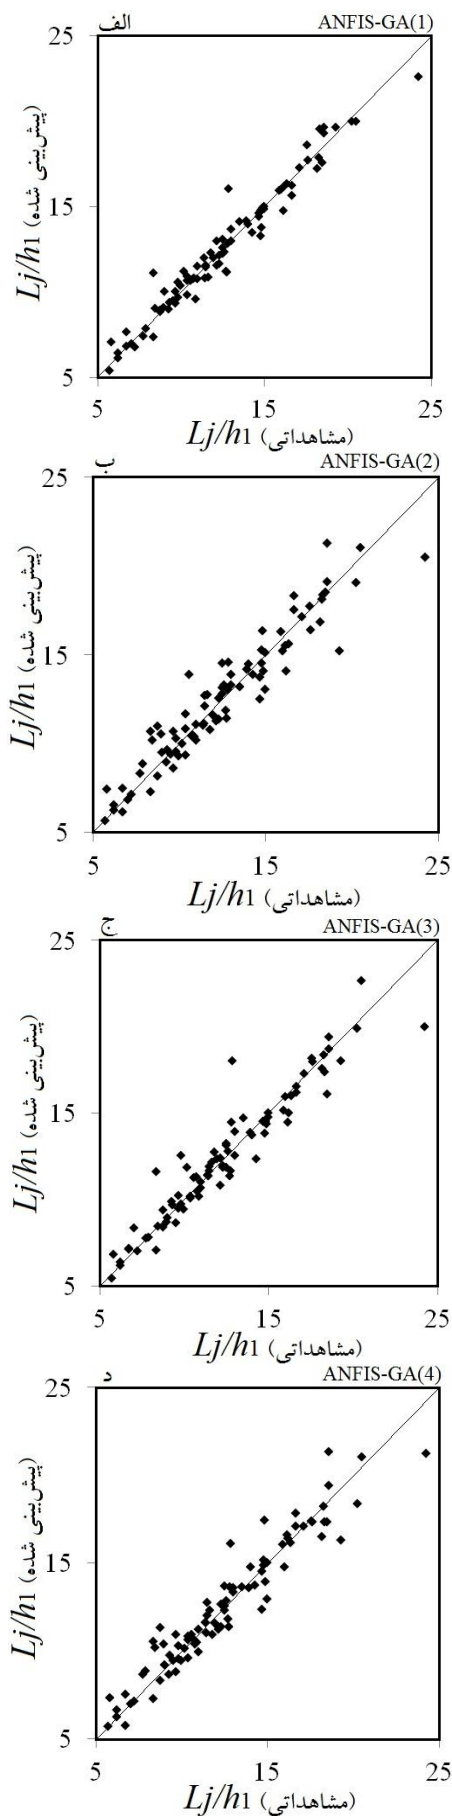 الف ANFIS-GA(1)
25
15
5
Lj/h1 (پیش‌بینی شده)
5 15 25
Lj/h1 (مشاهداتی)
ب ANFIS-GA(2)
25
15
5
Lj/h1 (پیش‌بینی شده)
5 15 25
Lj/h1 (مشاهداتی)
ج ANFIS-GA(3)
25
15
5
Lj/h1 (پیش‌بینی شده)
5 15 25
Lj/h1 (مشاهداتی)
د ANFIS-GA(4)
25
15
5
Lj/h1 (پیش‌بینی شده)
5 15 25
Lj/h1 (مشاهداتی)